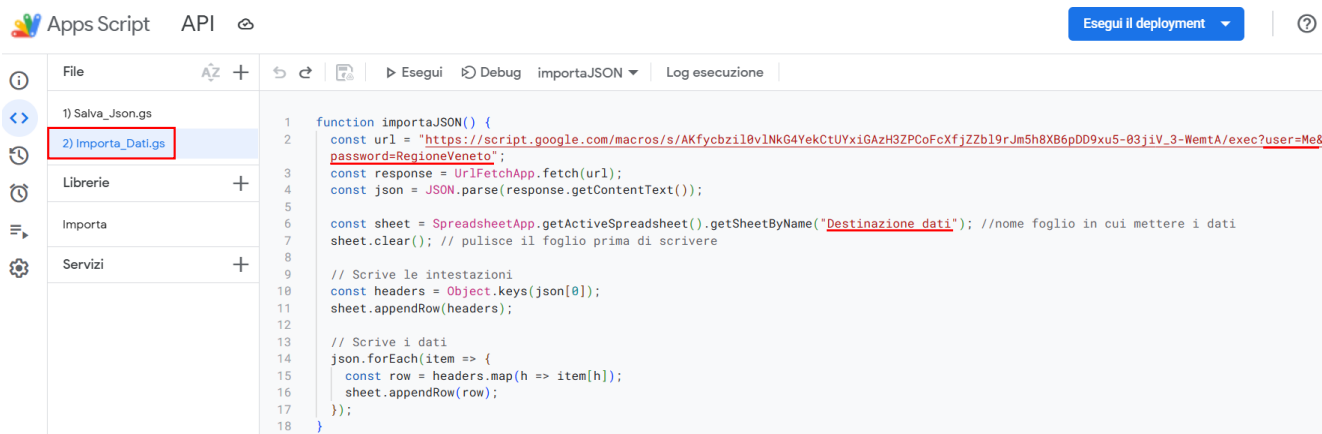 Apps Script API
Esegui il deployment
File
Esegui Debug importaJSON Log esecuzione
1) Salva_Json.gs
2) Importa_Dati.gs
Librerie
Importa
Servizi
1 function importaJSON() {
2 const url = "https://script.google.com/macros/s/AKfycbzil0vlNkG4YekCtUYxiGAzH3ZPCoFcXfjZZbl9rJm5h8XB6pDD9xu5-03jiV_3-WemtA/exec?user=Me&
password=RegioneVeneto";
3 const response = UrlFetchApp.fetch(url);
4 const json = JSON.parse(response.getContentText());
5
6 const sheet = SpreadsheetApp.getActiveSpreadsheet().getSheetByName("Destinazione dati"); //nome foglio in cui mettere i dati
7 sheet.clear(); // pulisce il foglio prima di scrivere
8
9 // Scrive le intestazioni
10 const headers = Object.keys(json[0]);
11 sheet.appendRow(headers);
12
13 // Scrive i dati
14 json.forEach(item => {
15 const row = headers.map(h => item[h]);
16 sheet.appendRow(row);
17 });
18 }